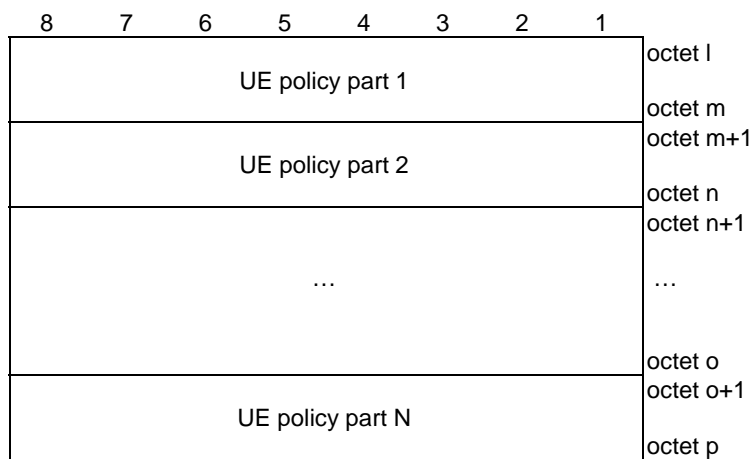 8 7 6 5 4 3 2 1
octet l
UE policy part 1
octet m
octet m+1
UE policy part 2
octet n
octet n+1
… …
octet o
octet o+1
UE policy part N
octet p